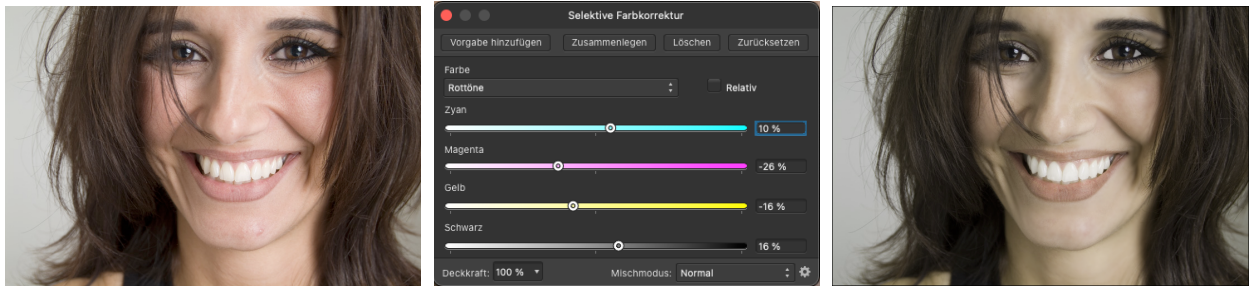 Selektive Farbkorrektur
Vorgabe hinzufügen Zusammenlegen Löschen Zurücksetzen
Farbe
Rottöne Relativ
Zyan
10 %
Magenta
-26 %
Gelb
-16 %
Schwarz
16 %
Deckkraft: 100 % Mischmodus: Normal